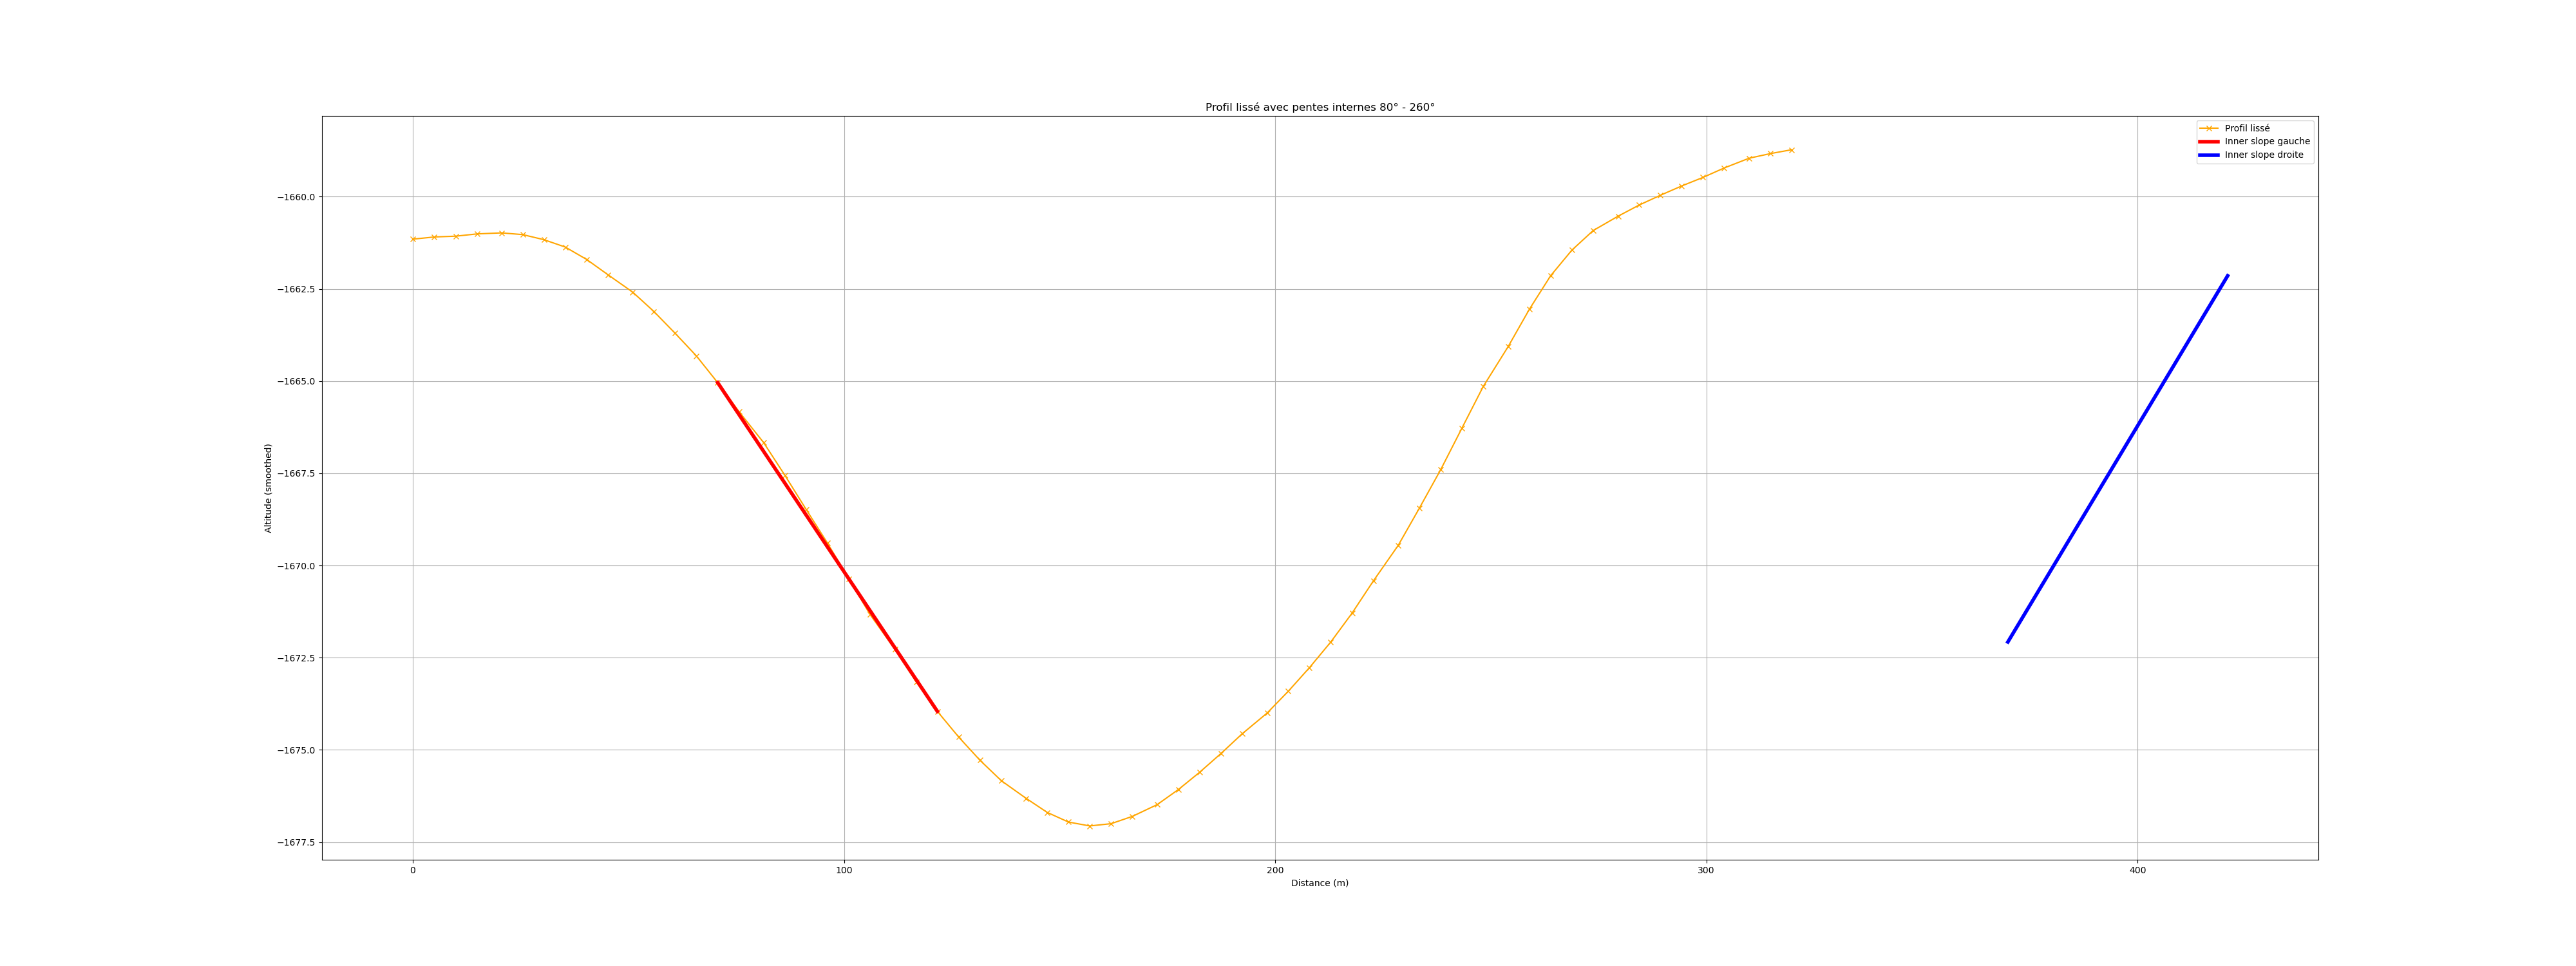 Profil lissé avec pentes internes 80° - 260°
Profil lissé
Inner slope gauche
Inner slope droite
−1660.0
−1662.5
−1665.0
−1667.5
−1670.0
−1672.5
−1675.0
−1677.5
Altitude (smoothed)
0 100 200 300 400
Distance (m)